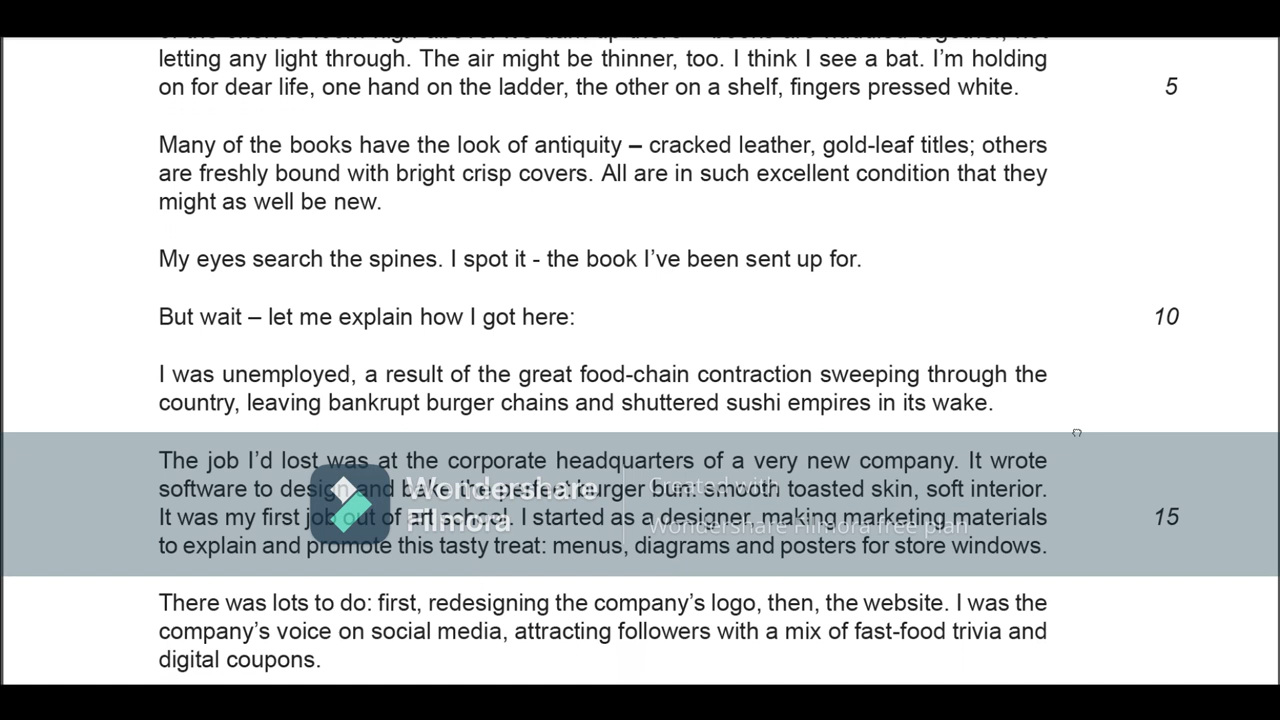 letting any light through. The air might be thinner, too. I think I see a bat. I’m holding
on for dear life, one hand on the ladder, the other on a shelf, fingers pressed white. 5
Many of the books have the look of antiquity – cracked leather, gold-leaf titles; others
are freshly bound with bright crisp covers. All are in such excellent condition that they
might as well be new.
My eyes search the spines. I spot it - the book I’ve been sent up for.
But wait – let me explain how I got here: 10
I was unemployed, a result of the great food-chain contraction sweeping through the
country, leaving bankrupt burger chains and shuttered sushi empires in its wake.
The job I’d lost was at the corporate headquarters of a very new company. It wrote
software to design and bake the perfect burger bun: smooth toasted skin, soft interior.
It was my first job out of art school. I started as a designer, making marketing materials 15
to explain and promote this tasty treat: menus, diagrams and posters for store windows.
Wondershare
Filmora
Created with
Wondershare Filmora free plan
There was lots to do: first, redesigning the company’s logo, then, the website. I was the
company’s voice on social media, attracting followers with a mix of fast-food trivia and
digital coupons.